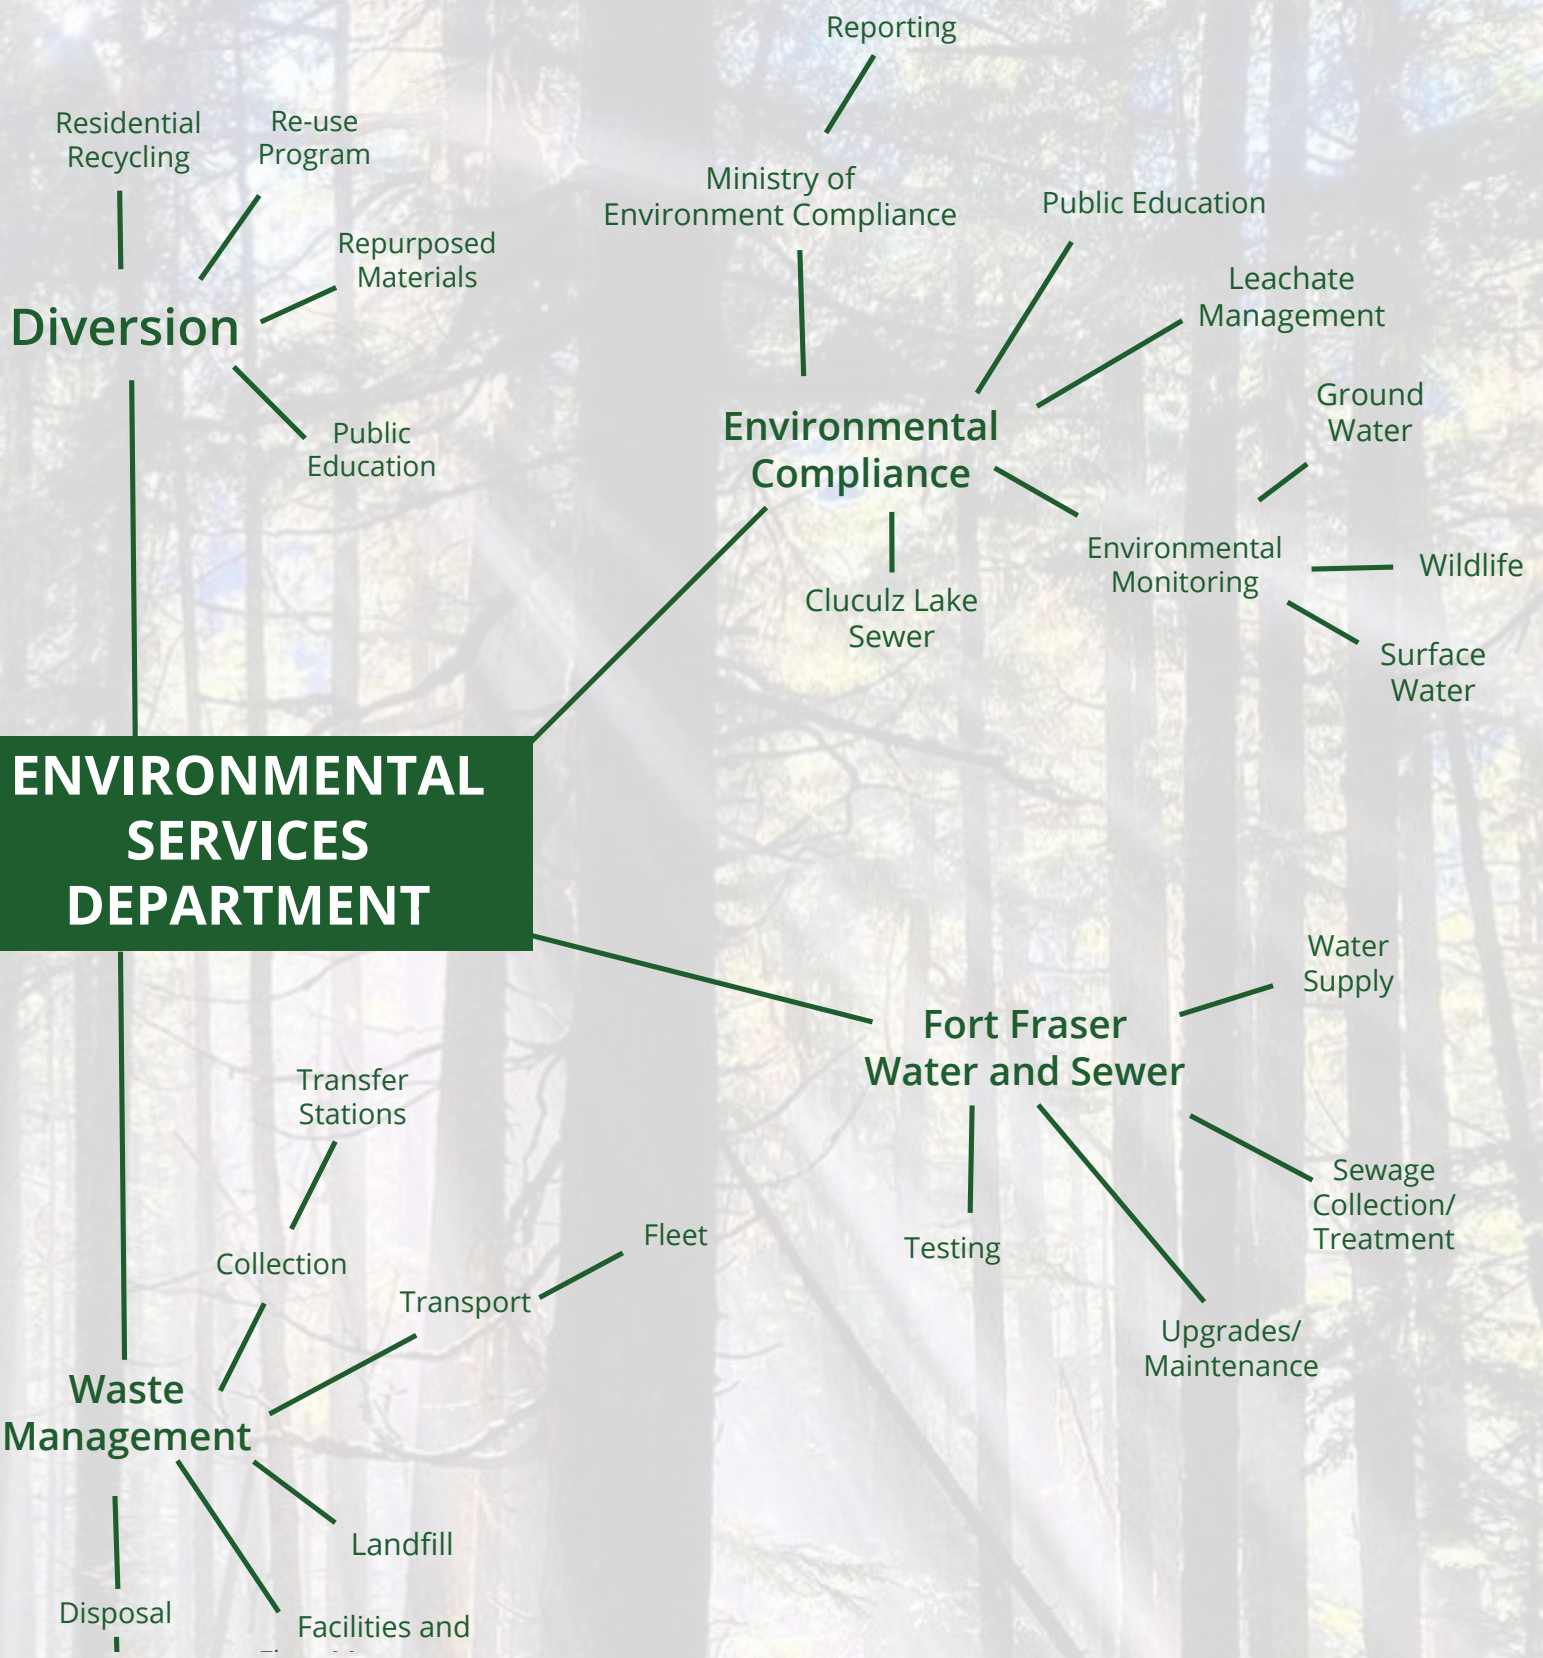 Reporting
Residential
Recycling
Re-use
Program
Ministry of
Environment Compliance
Public Education
Repurposed
Materials
Leachate
Management
Diversion
Ground
Water
Environmental
Compliance
Public
Education
Environmental
Monitoring
Wildlife
Cluculz Lake
Sewer
Surface
Water
ENVIRONMENTAL
SERVICES
DEPARTMENT
Water
Supply
Fort Fraser
Water and Sewer
Transfer
Stations
Sewage
Collection/
Treatment
Fleet
Testing
Collection
Transport
Upgrades/
Maintenance
Waste
Management
Landfill
Disposal
Facilities and